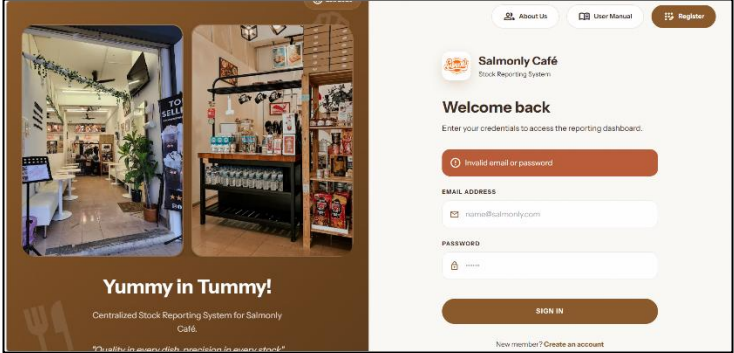 About Us
User Manual
Register
Salmonly Café
Stock Reporting System
Welcome back
Enter your credentials to access the reporting dashboard.
Invalid email or password
EMAIL ADDRESS
name@salmonly.com
PASSWORD
SIGN IN
New member? Create an account
TO
SELL
Yummy in Tummy!
Centralized Stock Reporting System for Salmonly
Café.
"Quality in every dish, precision in every stock"